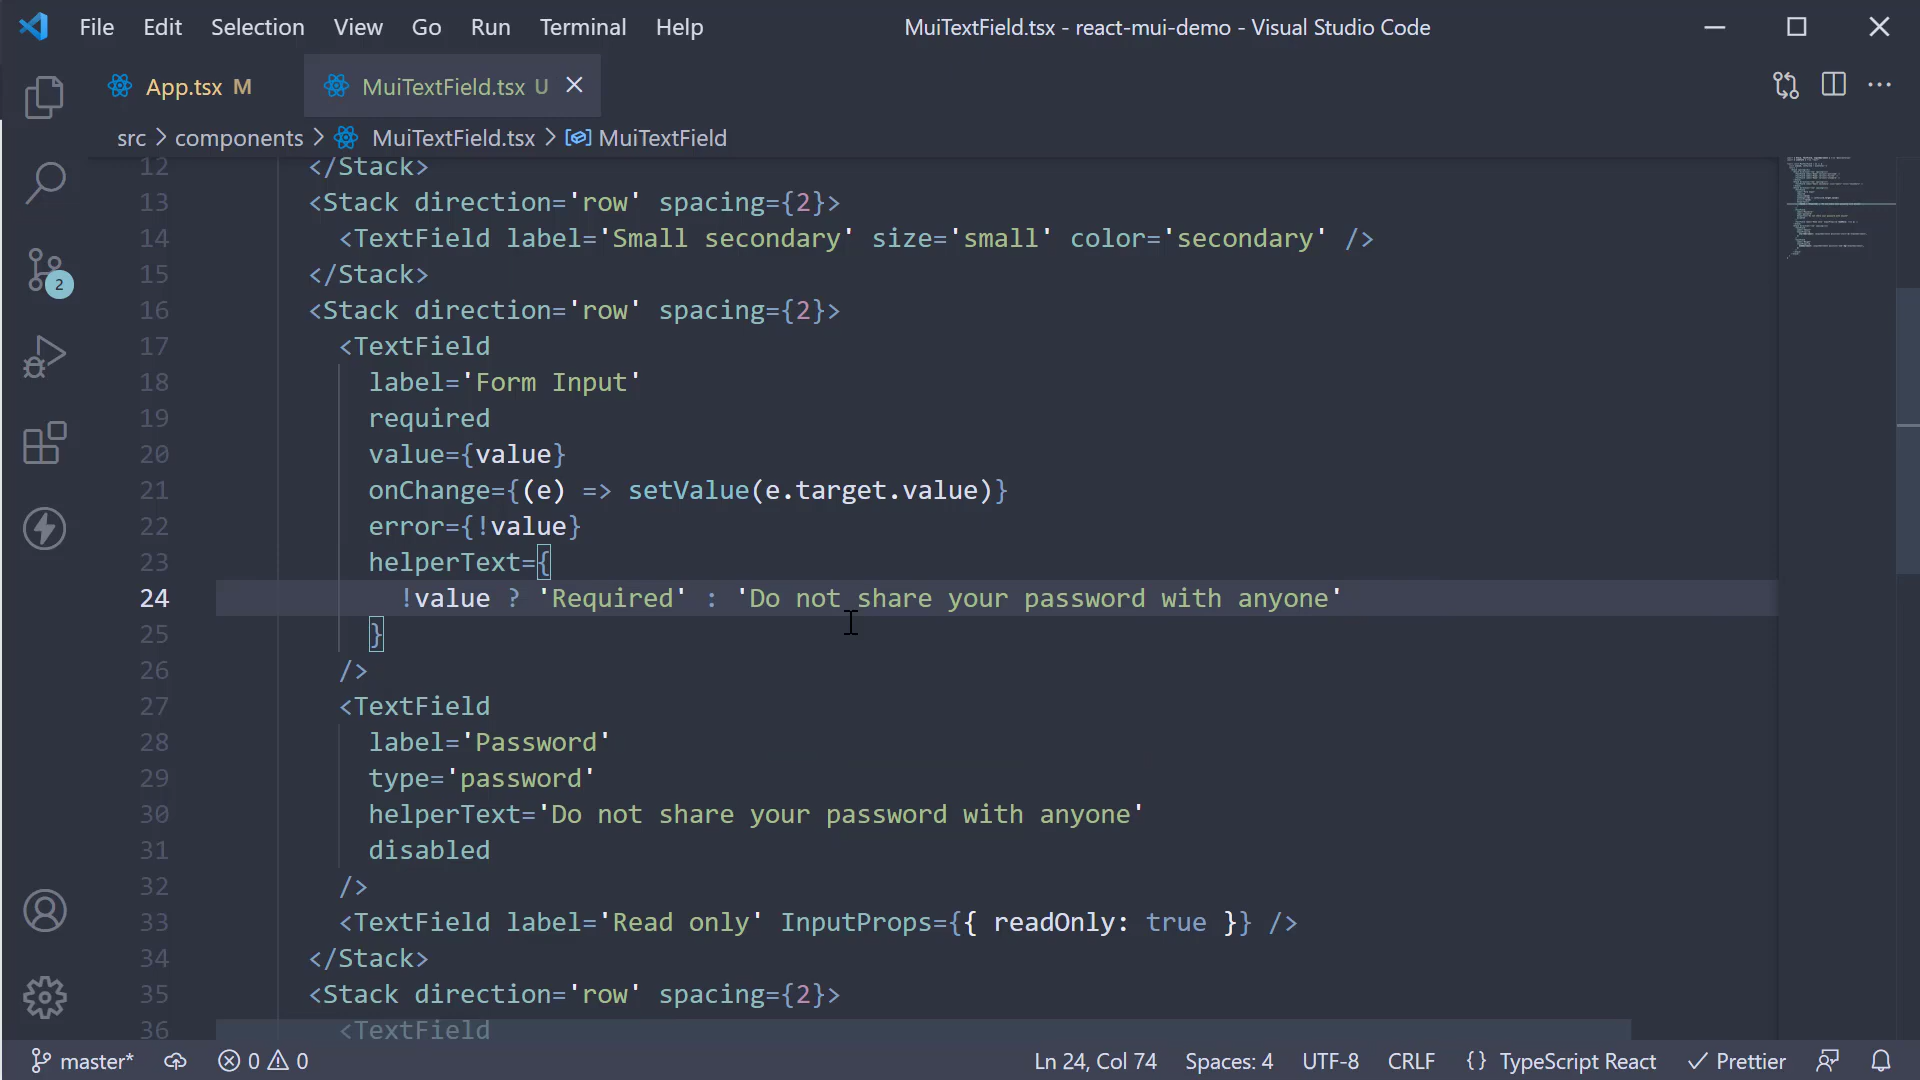 File Edit Selection View Go Run Terminal Help MuiTextField.tsx - react-mui-demo - Visual Studio Code
App.tsx M MuiTextField.tsx U
src > components > MuiTextField.tsx > MuiTextField
12 </Stack>
13 <Stack direction='row' spacing={2}>
14 <TextField label='Small secondary' size='small' color='secondary' />
15 </Stack>
16 <Stack direction='row' spacing={2}>
17 <TextField
18 label='Form Input'
19 required
20 value={value}
21 onChange={(e) => setValue(e.target.value)}
22 error={!value}
23 helperText={
24 !value ? 'Required' : 'Do not share your password with anyone'
25 }
26 />
27 <TextField
28 label='Password'
29 type='password'
30 helperText='Do not share your password with anyone'
31 disabled
32 />
33 <TextField label='Read only' InputProps={{ readOnly: true }} />
34 </Stack>
35 <Stack direction='row' spacing={2}>
36 <TextField
2
master* 0 0 Ln 24, Col 74 Spaces: 4 UTF-8 CRLF {} TypeScript React Prettier